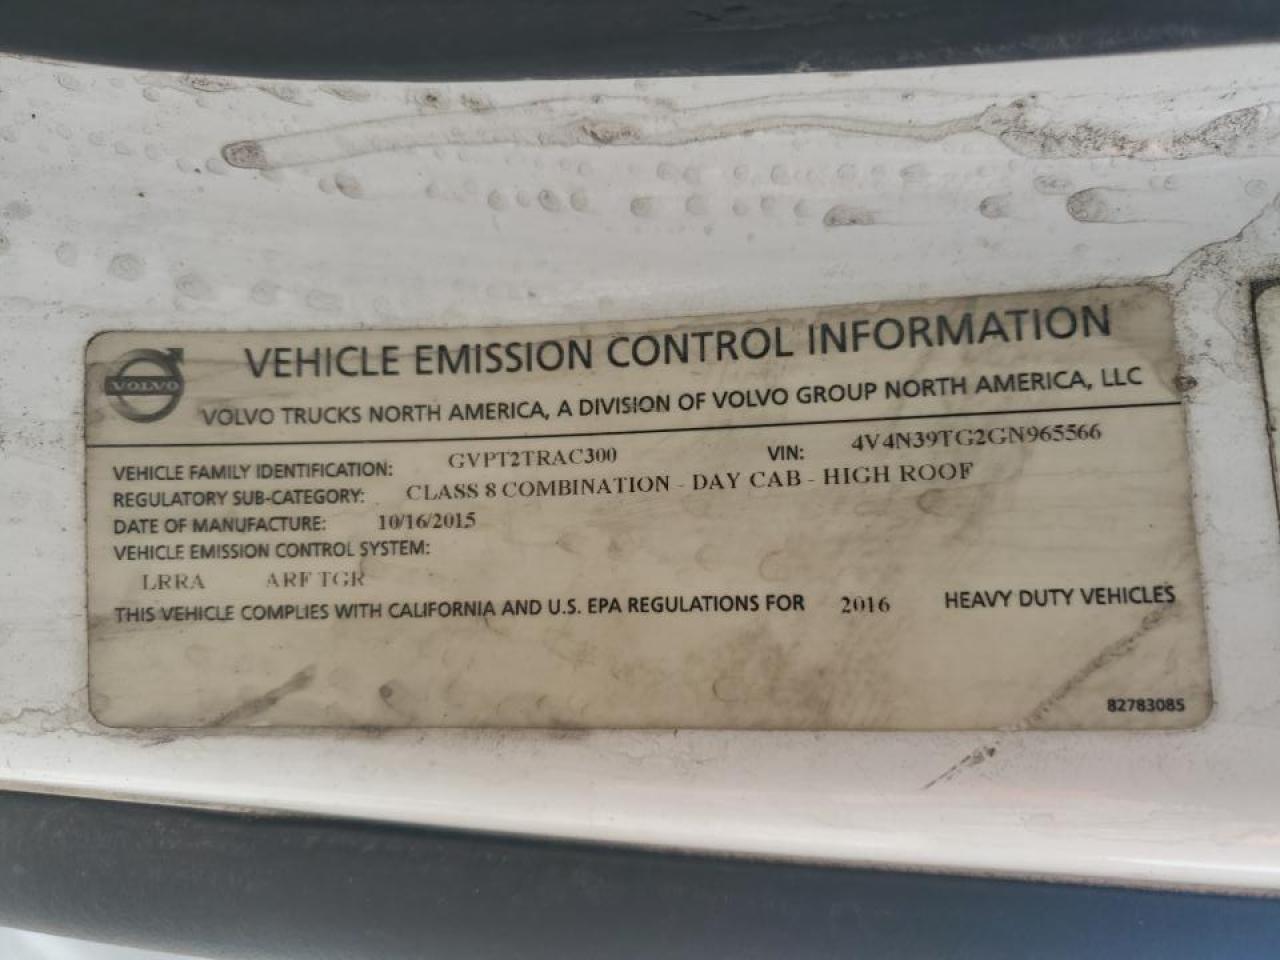 VOLVO
VEHICLE EMISSION CONTROL INFORMATION
VOLVO TRUCKS NORTH AMERICA, A DIVISION OF VOLVO GROUP NORTH AMERICA, LLC
VEHICLE FAMILY IDENTIFICATION: GVPT2TRAC300 VIN: 4V4N39TG2GN965566
REGULATORY SUB-CATEGORY: CLASS 8 COMBINATION - DAY CAB - HIGH ROOF
DATE OF MANUFACTURE: 10/16/2015
VEHICLE EMISSION CONTROL SYSTEM:
LRRA ARF TGR
THIS VEHICLE COMPLIES WITH CALIFORNIA AND U.S. EPA REGULATIONS FOR 2016 HEAVY DUTY VEHICLES
82783085